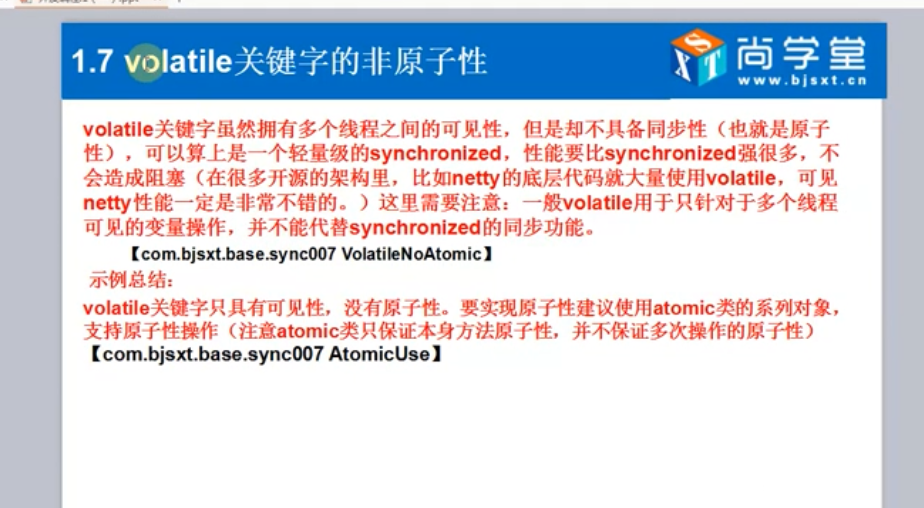 1.7 volatile关键字的非原子性
尚学堂
XST
www.bjsxt.cn
volatile关键字虽然拥有多个线程之间的可见性，但是却不具备同步性（也就是原子
性），可以算上是一个轻量级的synchronized，性能要比synchronized强很多，不
会造成阻塞（在很多开源的架构里，比如netty的底层代码就大量使用volatile，可见
netty性能一定是非常不错的。）这里需要注意：一般volatile用于只针对于多个线程
可见的变量操作，并不能代替synchronized的同步功能。
【com.bjsxt.base.sync007 VolatileNoAtomic】
示例总结：
volatile关键字只具有可见性，没有原子性。要实现原子性建议使用atomic类的系列对象，
支持原子性操作（注意atomic类只保证本身方法原子性，并不保证多次操作的原子性）
【com.bjsxt.base.sync007 AtomicUse】